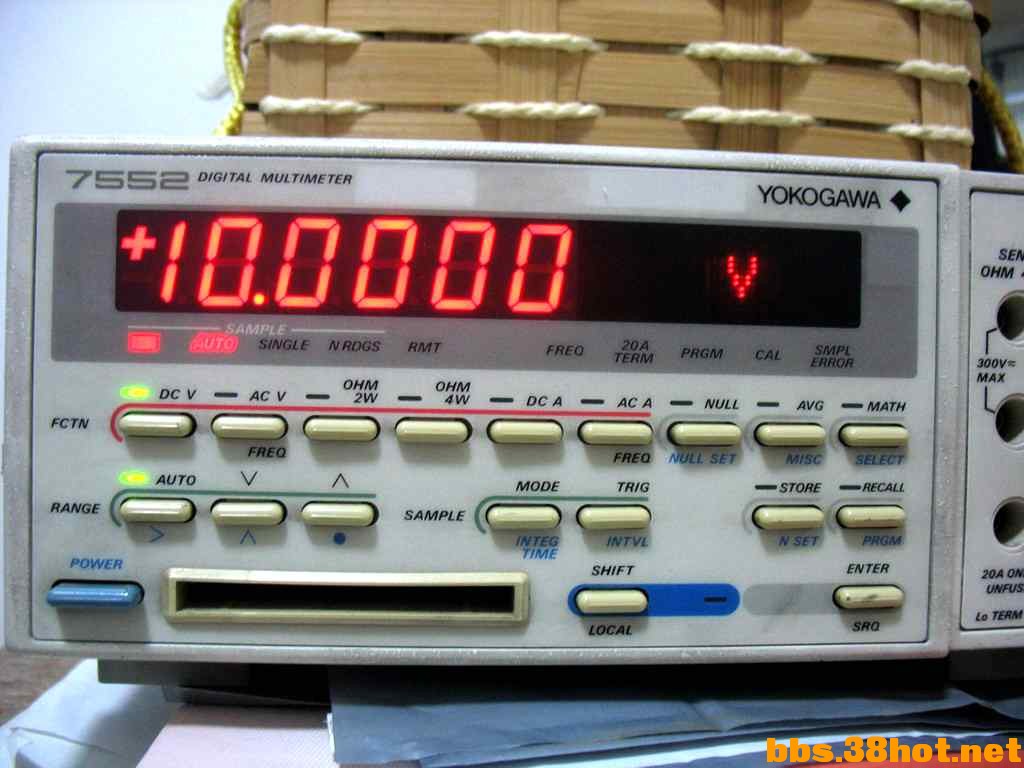 7552 DIGITAL MULTIMETER
YOKOGAWA
+10.0000 V
SAMPLE
AUTO SINGLE N RDGS RMT FREQ 20A TERM PRGM CAL SMPL ERROR
FCTN
DC V AC V OHM 2W OHM 4W DC A AC A NULL AVG MATH
FREQ FREQ NULL SET MISC SELECT
RANGE
AUTO ∨ ∧
> ∧ •
SAMPLE
MODE TRIG STORE RECALL
INTEG TIME INTVL N SET PRGM
POWER
SHIFT ENTER
LOCAL SRQ
OHM
300V≈
MAX
Lo TERM
bbs.38hot.net